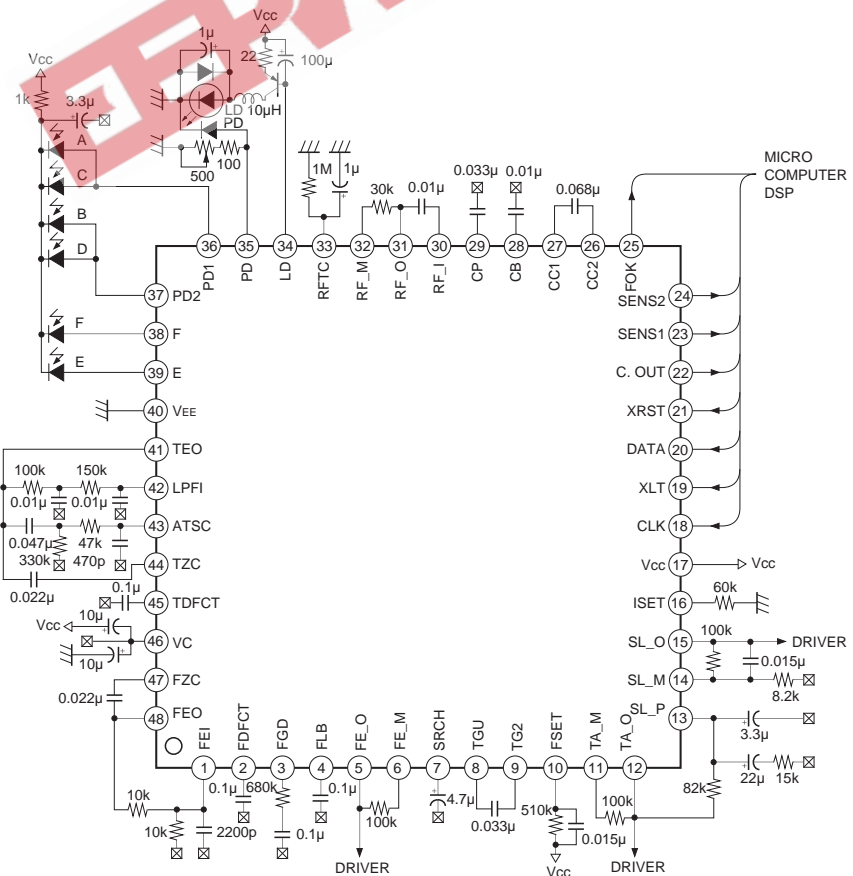 Vcc
1µ
22
100µ
Vcc
1k
3.3µ
LD
10µH
PD
A
500
100
C
B
D
1M
1µ
30k
0.01µ
0.033µ
0.01µ
0.068µ
MICRO
COMPUTER
DSP
36
35
34
33
32
31
30
29
28
27
26
25
PD1
PD
LD
RFTC
RF_M
RF_O
RF_I
CP
CB
CC1
CC2
FOK
37 PD2
SENS2 24
F
38 F
SENS1 23
E
39 E
C. OUT 22
40 VEE
XRST 21
41 TEO
DATA 20
100k
150k
42 LPFI
XLT 19
0.01µ
0.01µ
43 ATSC
CLK 18
0.047µ
47k
330k
470p
44 TZC
Vcc 17
Vcc
0.022µ
0.1µ
45 TDFCT
ISET 16
60k
Vcc
10µ
46 VC
SL_O 15
100k
DRIVER
10µ
0.015µ
47 FZC
SL_M 14
8.2k
0.022µ
48 FEO
SL_P 13
3.3µ
22µ
15k
82k
FEI
FDFCT
FGD
FLB
FE_O
FE_M
SRCH
TGU
TG2
FSET
TA_M
TA_O
1
2
3
4
5
6
7
8
9
10
11
12
10k
10k
2200p
0.1µ
680k
0.1µ
0.1µ
100k
4.7µ
0.033µ
510k
0.015µ
100k
DRIVER
Vcc
DRIVER